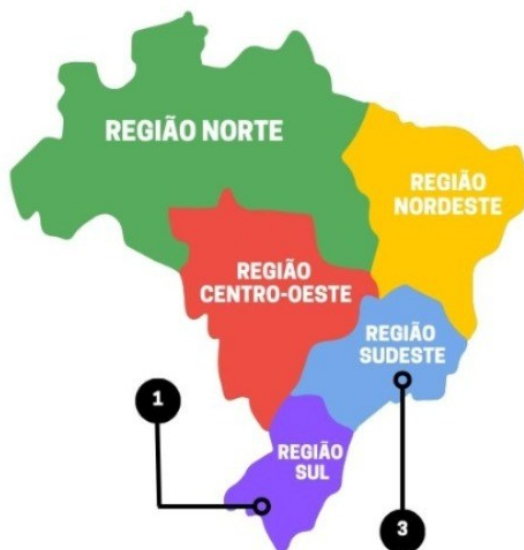 REGIÃO NORTE
REGIÃO
NORDESTE
REGIÃO
CENTRO-OESTE
REGIÃO
SUDESTE
1
REGIÃO
SUL
3